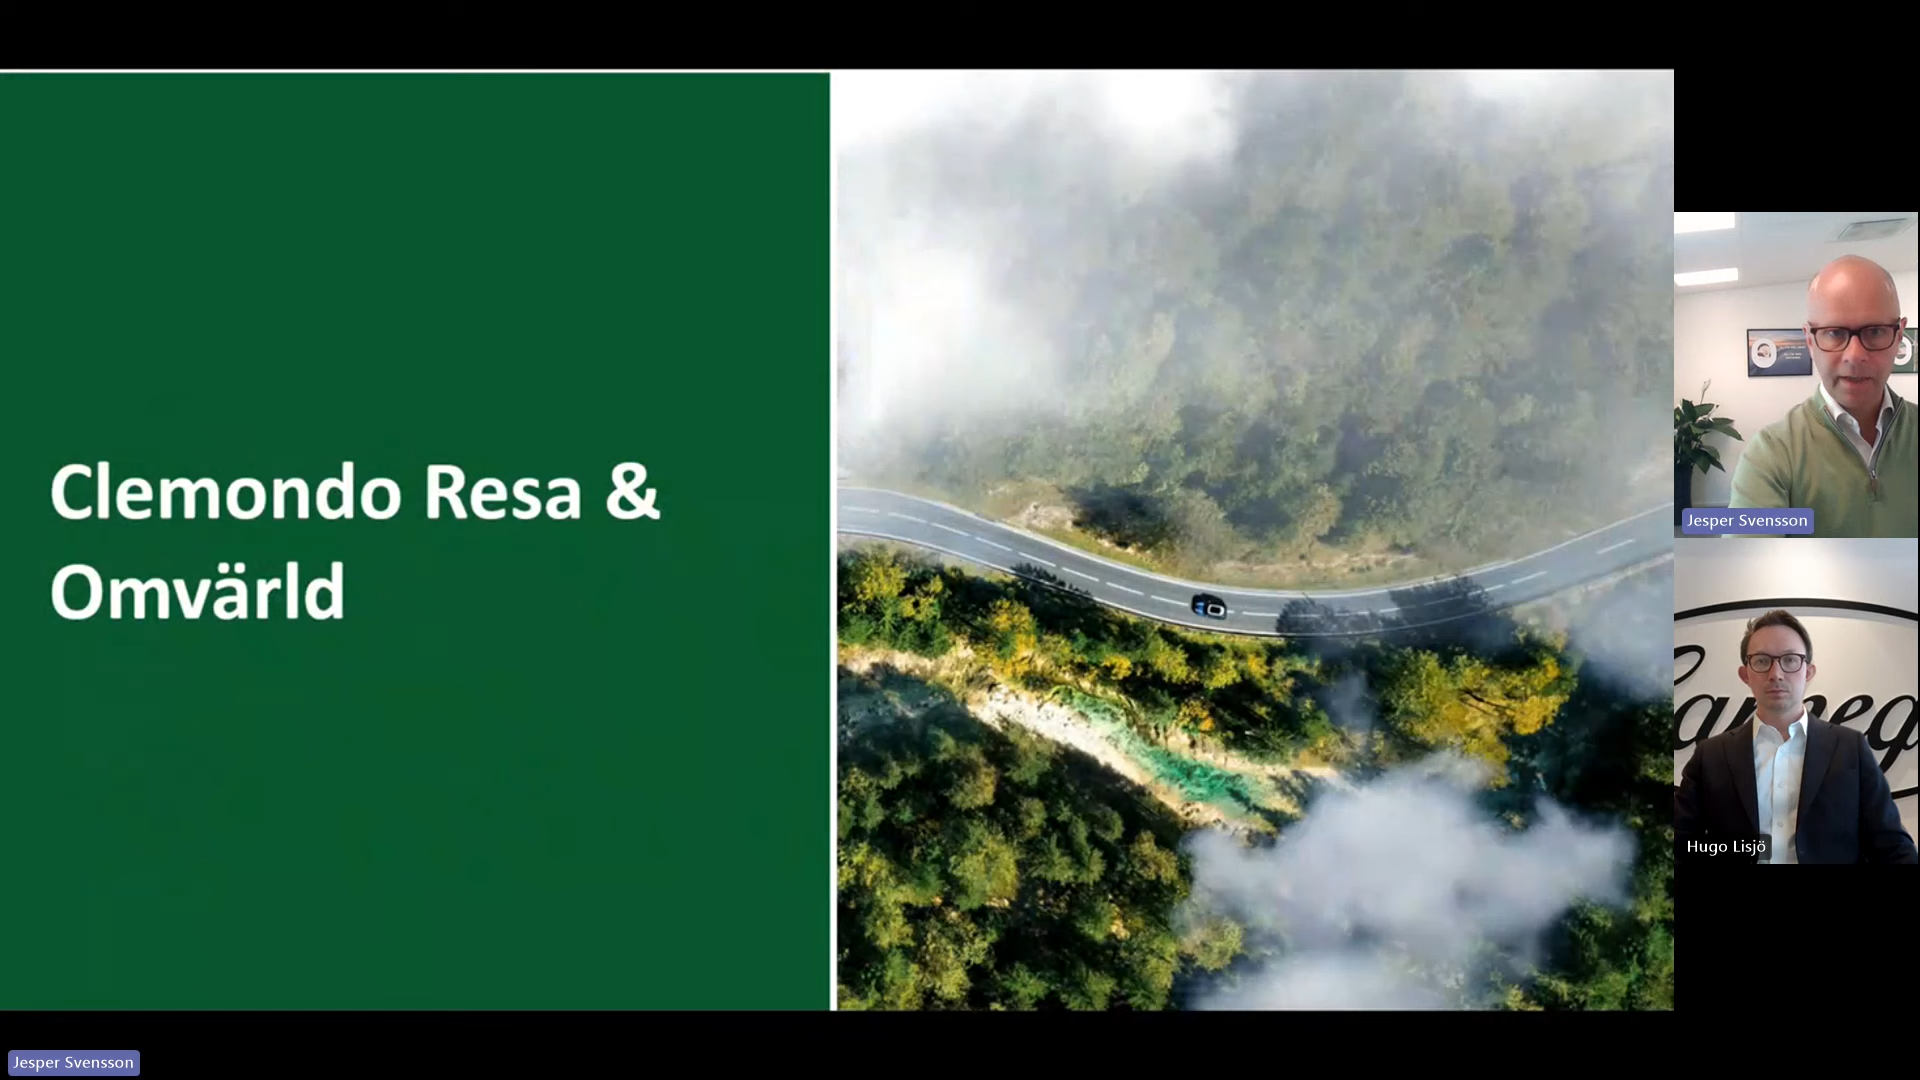 Clemondo Resa &
Omvärld
Jesper Svensson
Hugo Lisjö
Jesper Svensson